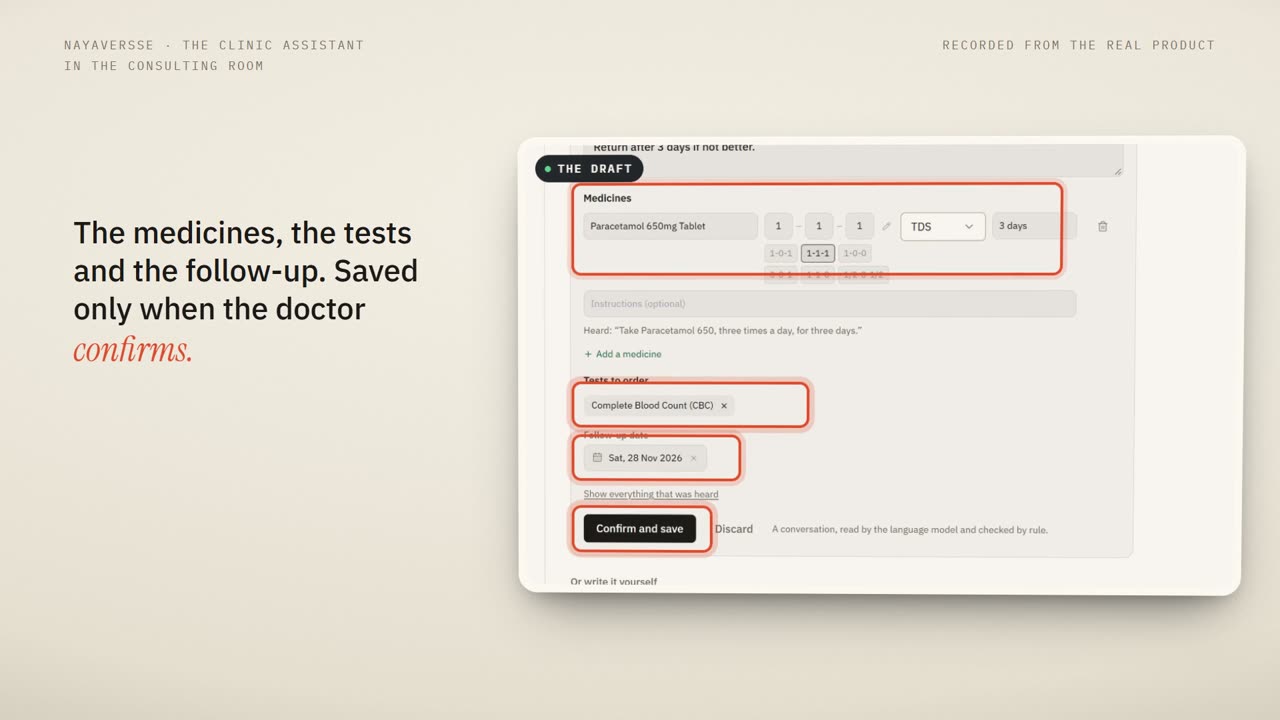 NAYAVERSSE · THE CLINIC ASSISTANT
IN THE CONSULTING ROOM
RECORDED FROM THE REAL PRODUCT
The medicines, the tests
and the follow-up. Saved
only when the doctor
confirms.
Return after 3 days if not better.
THE DRAFT
Medicines
Paracetamol 650mg Tablet 1 - 1 - 1 TDS 3 days
1-0-1 1-1-1 1-0-0
Instructions (optional)
Heard: “Take Paracetamol 650, three times a day, for three days.”
+ Add a medicine
Tests to order
Complete Blood Count (CBC) ×
Follow-up date
Sat, 28 Nov 2026 ×
Show everything that was heard
Confirm and save Discard A conversation, read by the language model and checked by rule.
Or write it yourself